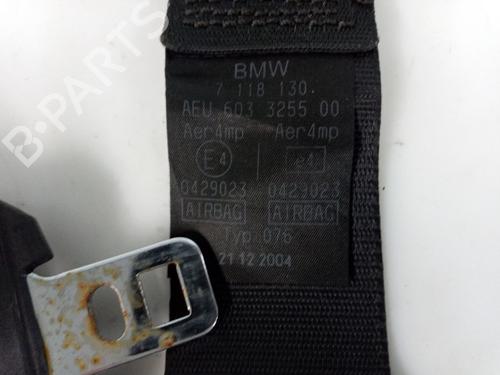 BMW
7 118 130.
AEU 603 3255 00
Aer4mp Aer4mp
E4 e4
0429023 0429023
AIRBAG AIRBAG
Typ 076
21 12 2004
B-PARTS